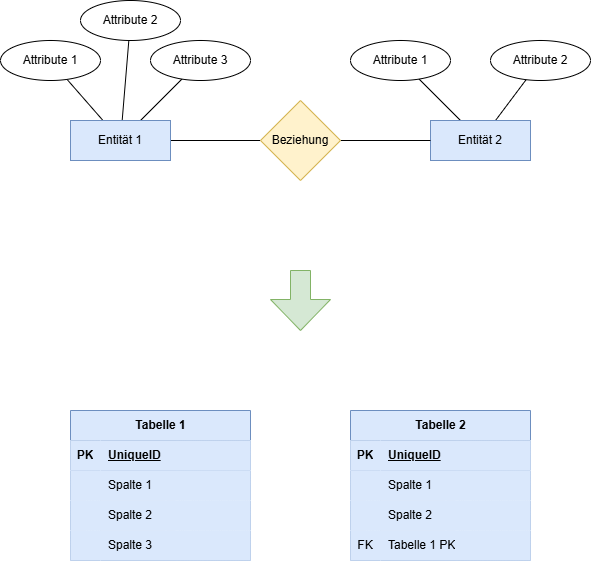 Attribute 2
Attribute 1
Attribute 3
Attribute 1
Attribute 2
Entität 1
Beziehung
Entität 2
Tabelle 1
PK UniqueID
Spalte 1
Spalte 2
Spalte 3
Tabelle 2
PK UniqueID
Spalte 1
Spalte 2
FK Tabelle 1 PK